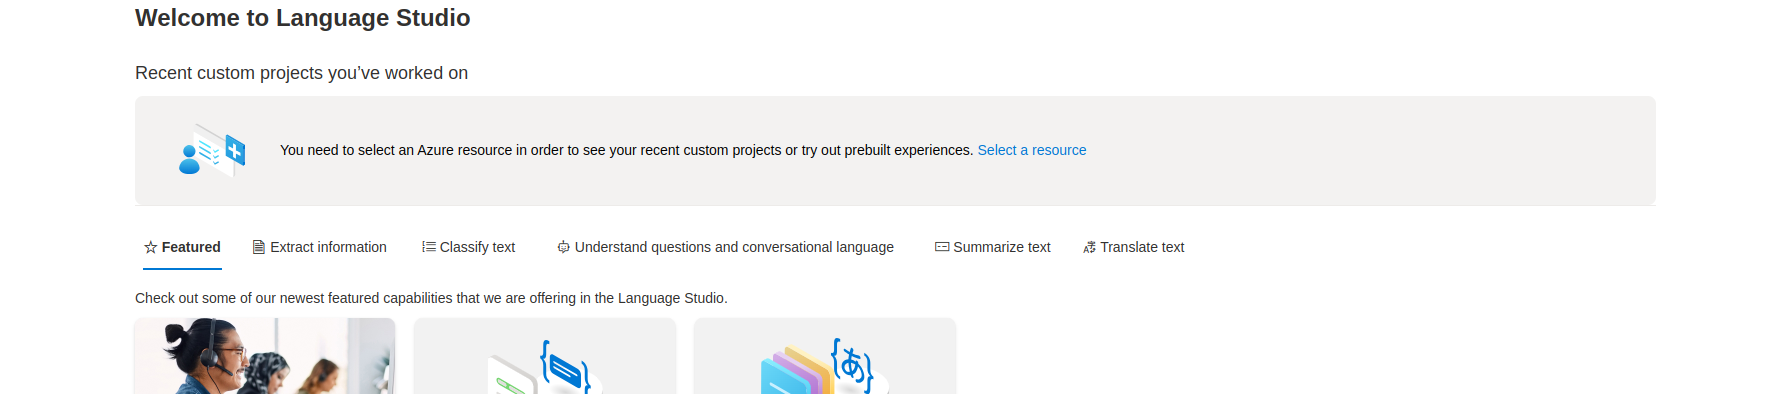 Welcome to Language Studio
Recent custom projects you’ve worked on
You need to select an Azure resource in order to see your recent custom projects or try out prebuilt experiences. Select a resource
Featured Extract information Classify text Understand questions and conversational language Summarize text Translate text
Check out some of our newest featured capabilities that we are offering in the Language Studio.
{あ}